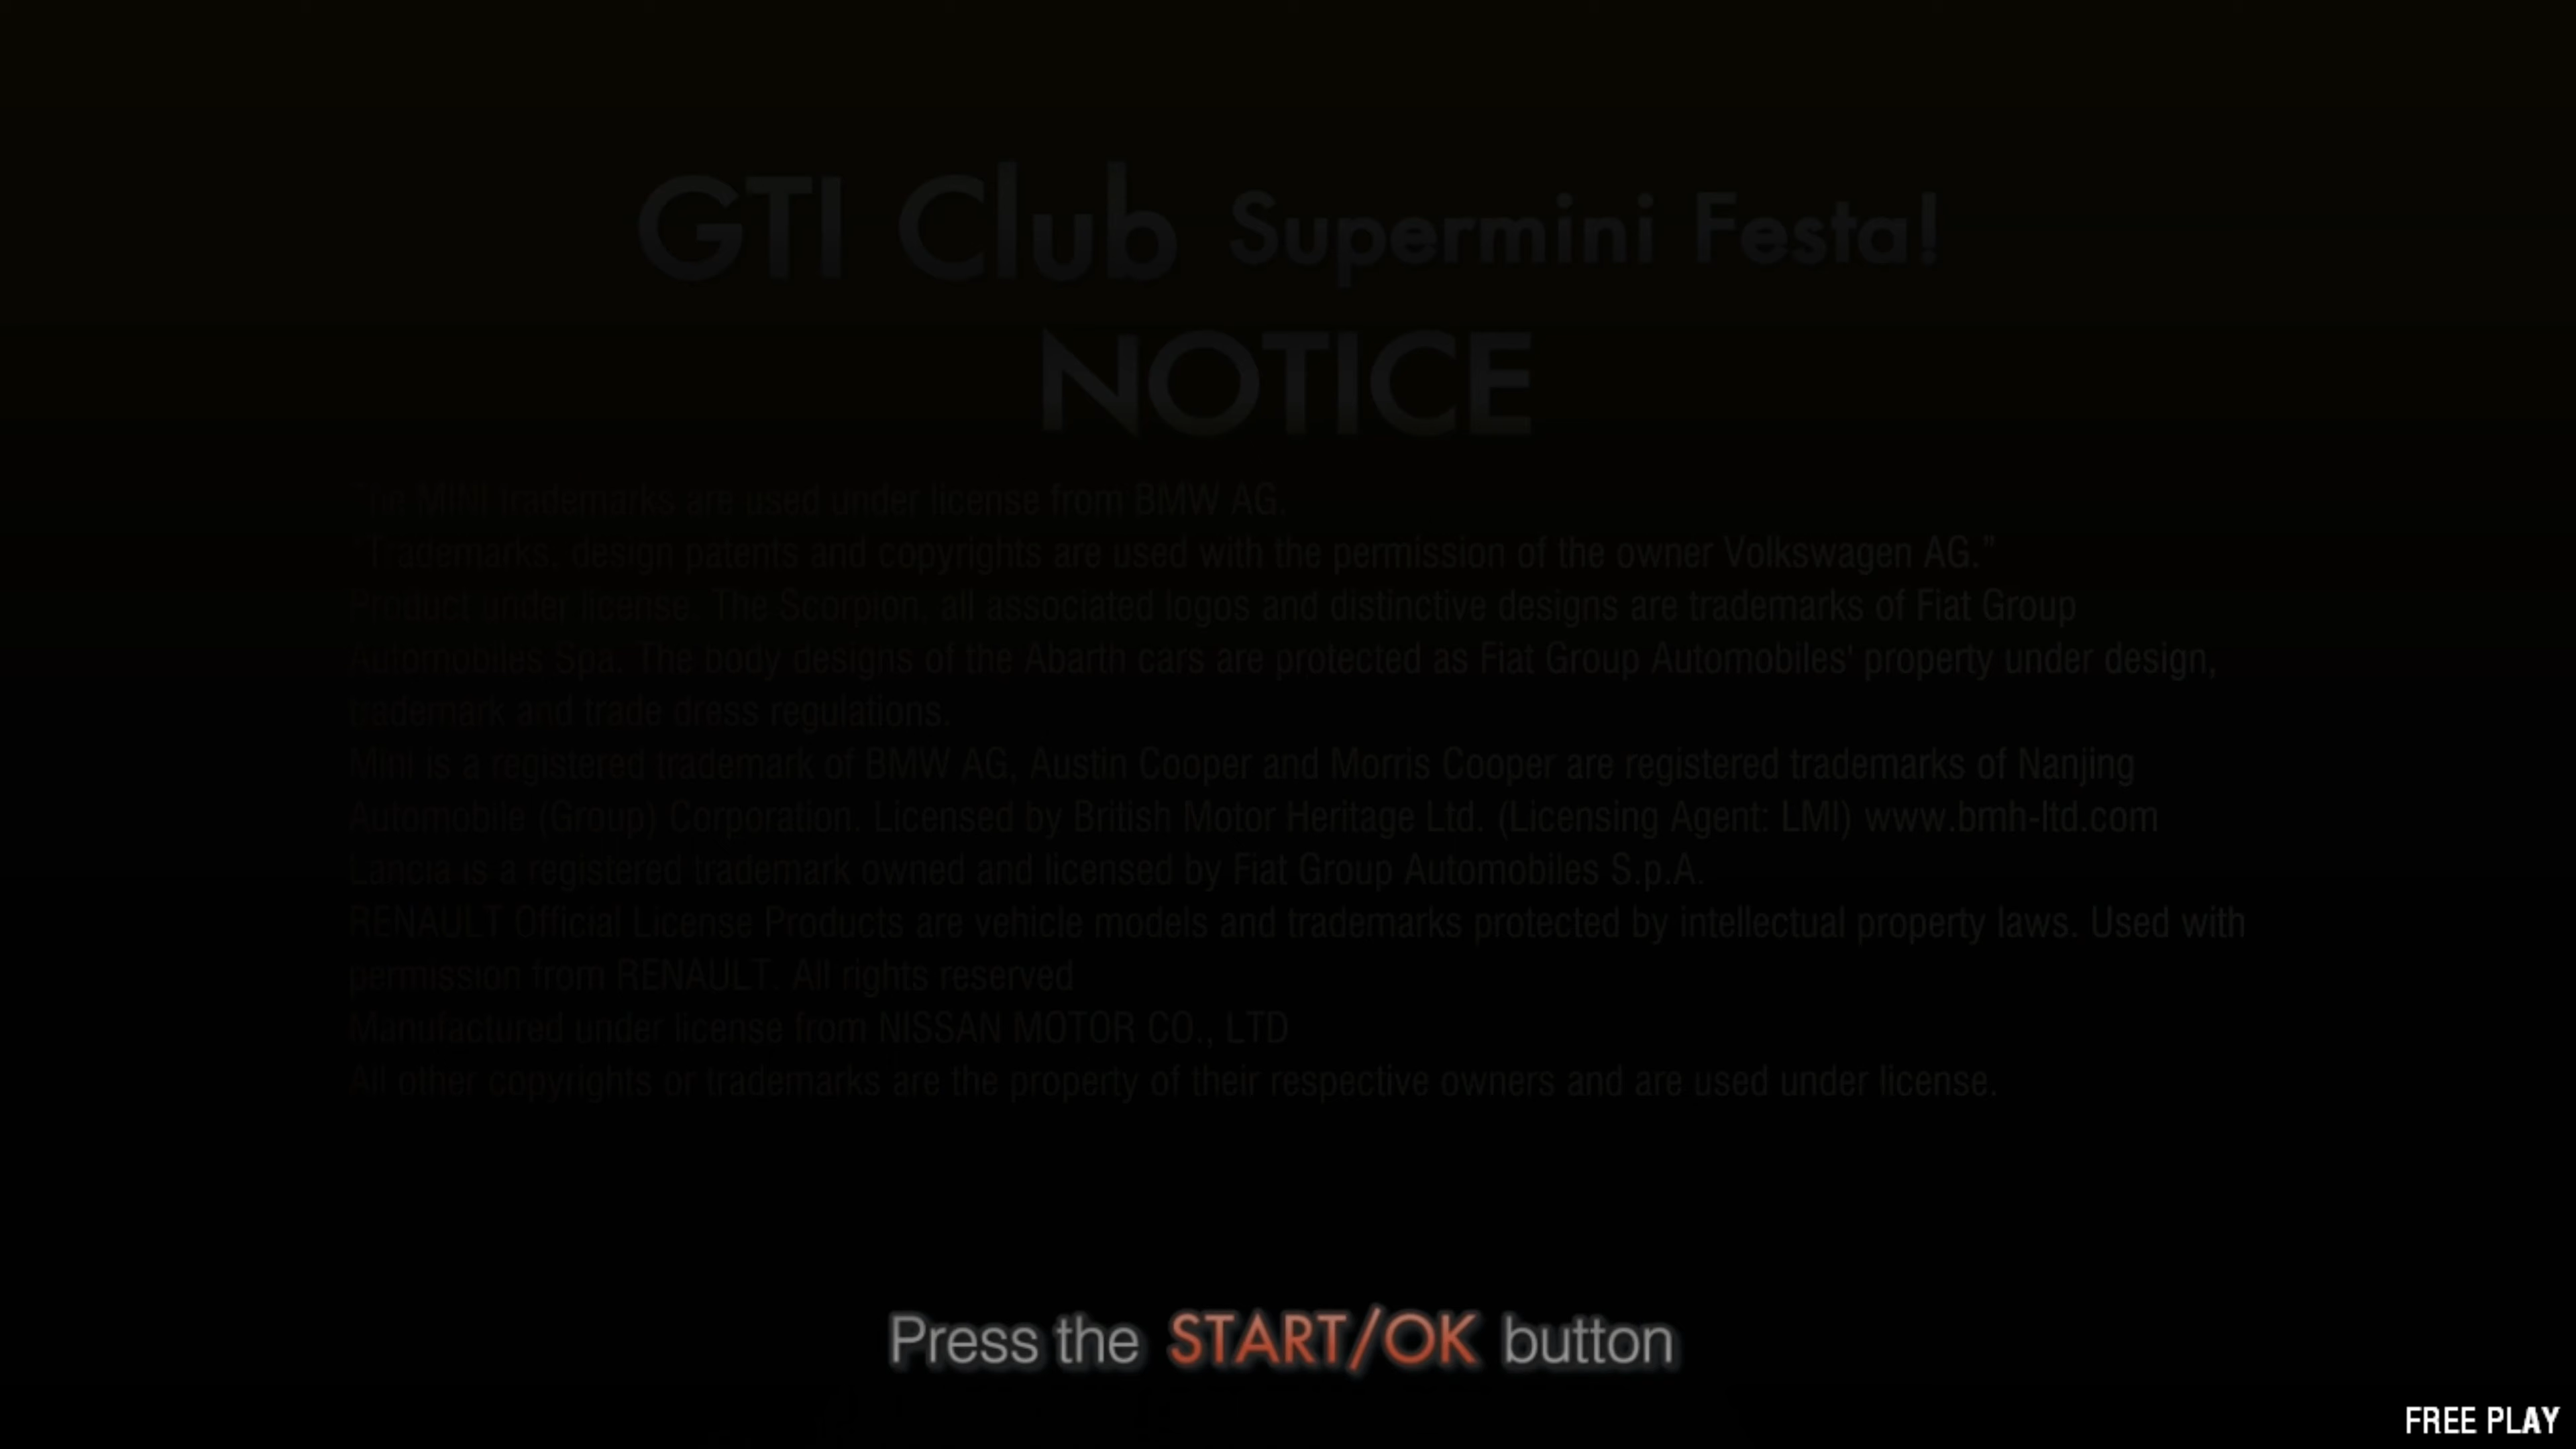 GTI Club Supermini Festa!
NOTICE
The MINI trademarks are used under license from BMW AG.
"Trademarks, design patents and copyrights are used with the permission of the owner Volkswagen AG."
Product under license. The Scorpion, all associated logos and distinctive designs are trademarks of Fiat Group
Automobiles Spa. The body designs of the Abarth cars are protected as Fiat Group Automobiles' property under design,
trademark and trade dress regulations.
Mini is a registered trademark of BMW AG, Austin Cooper and Morris Cooper are registered trademarks of Nanjing
Automobile (Group) Corporation. Licensed by British Motor Heritage Ltd. (Licensing Agent: LMI) www.bmh-ltd.com
Lancia is a registered trademark owned and licensed by Fiat Group Automobiles S.p.A.
RENAULT Official License Products are vehicle models and trademarks protected by intellectual property laws. Used with
permission from RENAULT. All rights reserved
Manufactured under license from NISSAN MOTOR CO., LTD
All other copyrights or trademarks are the property of their respective owners and are used under license.
Press the START/OK button
FREE PLAY